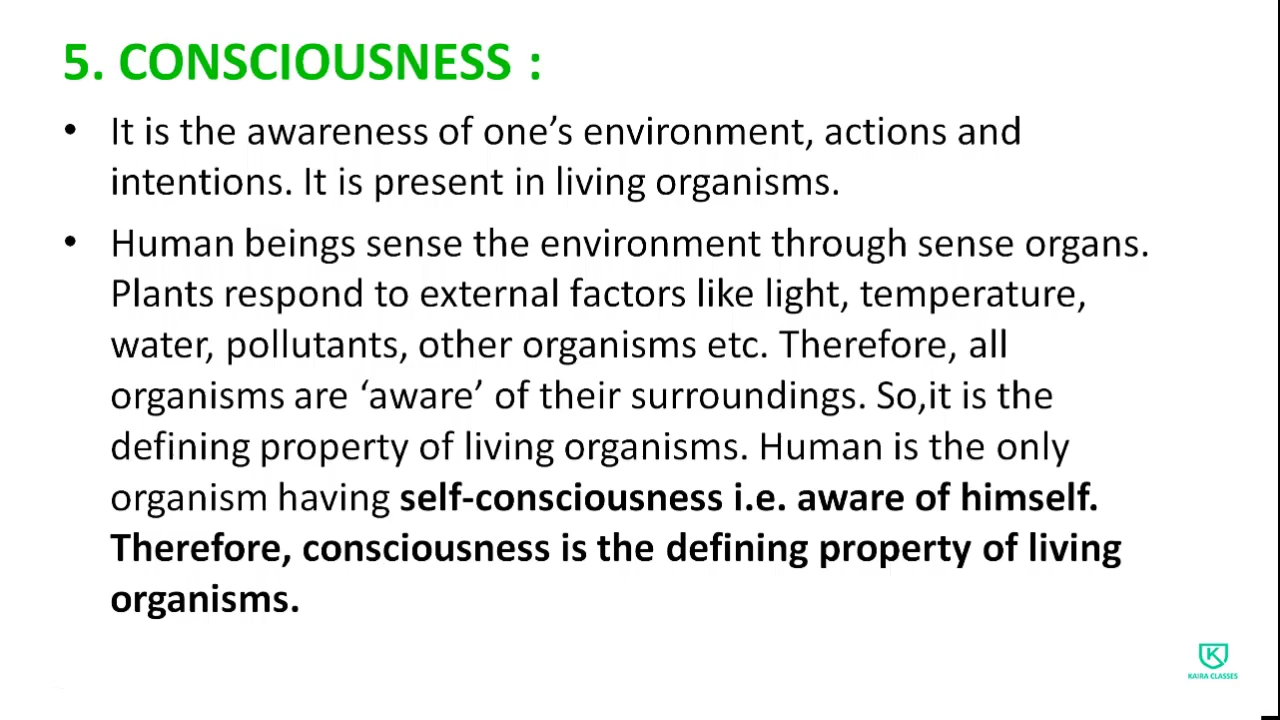 5. CONSCIOUSNESS :
• It is the awareness of one’s environment, actions and
intentions. It is present in living organisms.
• Human beings sense the environment through sense organs.
Plants respond to external factors like light, temperature,
water, pollutants, other organisms etc. Therefore, all
organisms are ‘aware’ of their surroundings. So,it is the
defining property of living organisms. Human is the only
organism having self-consciousness i.e. aware of himself.
Therefore, consciousness is the defining property of living
organisms.
K
KAIRA CLASSES